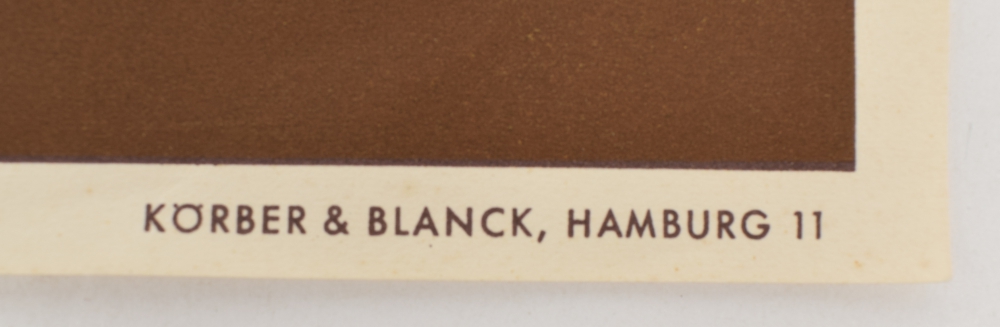 KÖRBER & BLANCK, HAMBURG 11